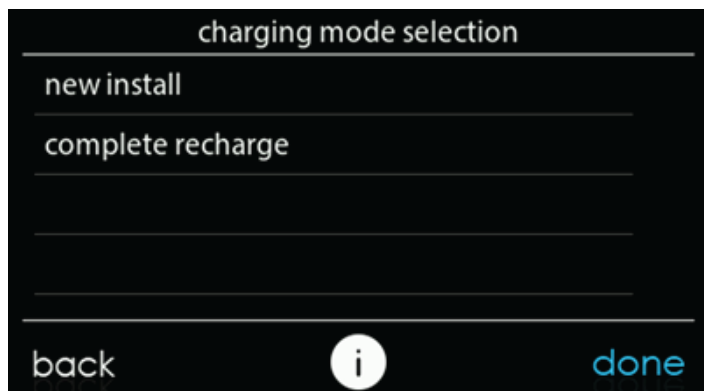 charging mode selection
new install
complete recharge
back
i
done